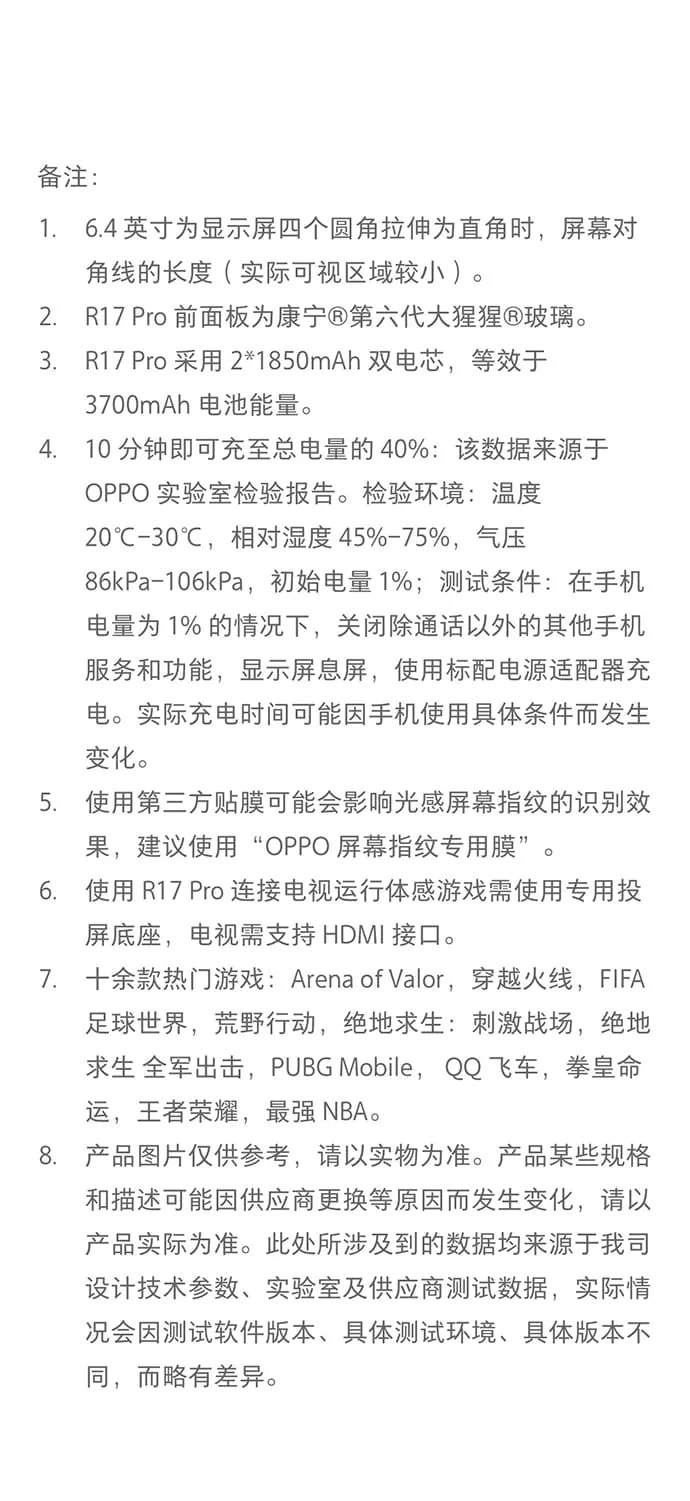 备注：
1. 6.4 英寸为显示屏四个圆角拉伸为直角时，屏幕对
角线的长度（实际可视区域较小）。
2. R17 Pro 前面板为康宁®第六代大猩猩®玻璃。
3. R17 Pro 采用 2*1850mAh 双电芯，等效于
3700mAh 电池能量。
4. 10 分钟即可充至总电量的 40%：该数据来源于
OPPO 实验室检验报告。检验环境：温度
20℃-30℃，相对湿度 45%-75%，气压
86kPa-106kPa，初始电量 1%；测试条件：在手机
电量为 1% 的情况下，关闭除通话以外的其他手机
服务和功能，显示屏息屏，使用标配电源适配器充
电。实际充电时间可能因手机使用具体条件而发生
变化。
5. 使用第三方贴膜可能会影响光感屏幕指纹的识别效
果，建议使用“OPPO 屏幕指纹专用膜”。
6. 使用 R17 Pro 连接电视运行体感游戏需使用专用投
屏底座，电视需支持 HDMI 接口。
7. 十余款热门游戏：Arena of Valor，穿越火线，FIFA
足球世界，荒野行动，绝地求生：刺激战场，绝地
求生 全军出击，PUBG Mobile， QQ 飞车，拳皇命
运，王者荣耀，最强 NBA。
8. 产品图片仅供参考，请以实物为准。产品某些规格
和描述可能因供应商更换等原因而发生变化，请以
产品实际为准。此处所涉及到的数据均来源于我司
设计技术参数、实验室及供应商测试数据，实际情
况会因测试软件版本、具体测试环境、具体版本不
同，而略有差异。